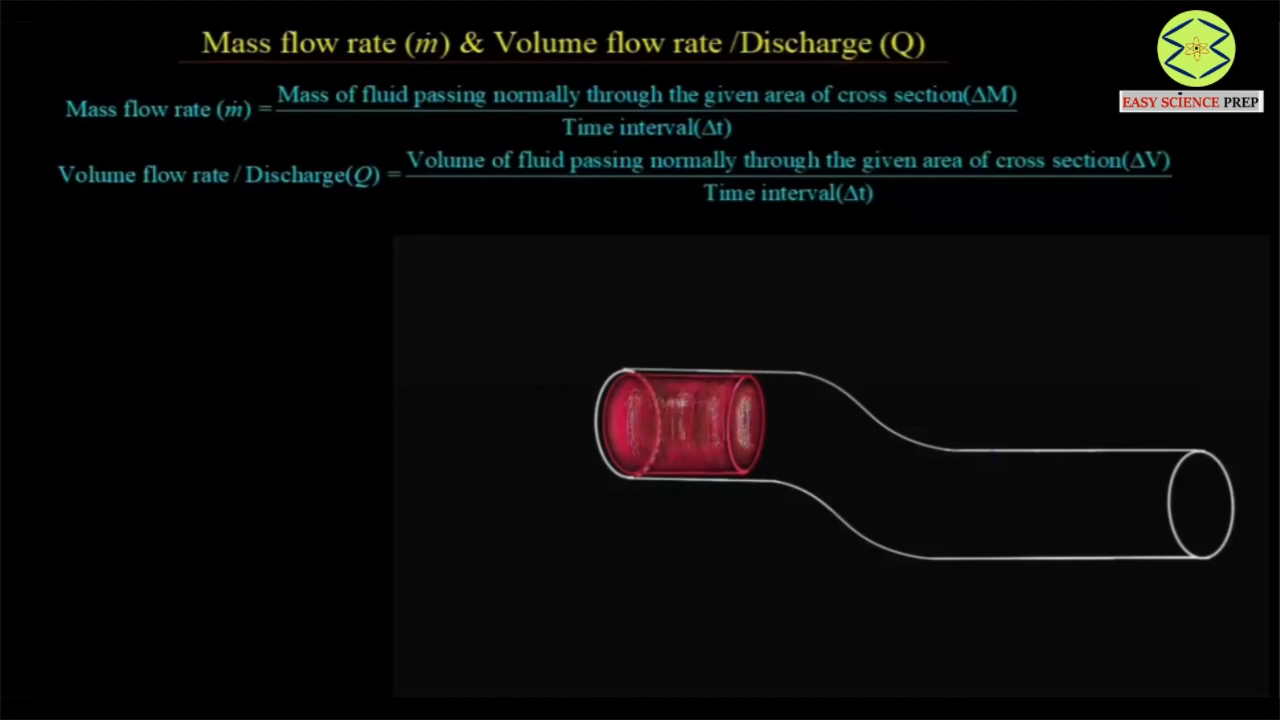 Mass flow rate (ṁ) & Volume flow rate /Discharge (Q)
EASY SCIENCE PREP
Mass flow rate (ṁ) = Mass of fluid passing normally through the given area of cross section(ΔM)
Time interval(Δt)
Volume flow rate / Discharge(Q) = Volume of fluid passing normally through the given area of cross section(ΔV)
Time interval(Δt)